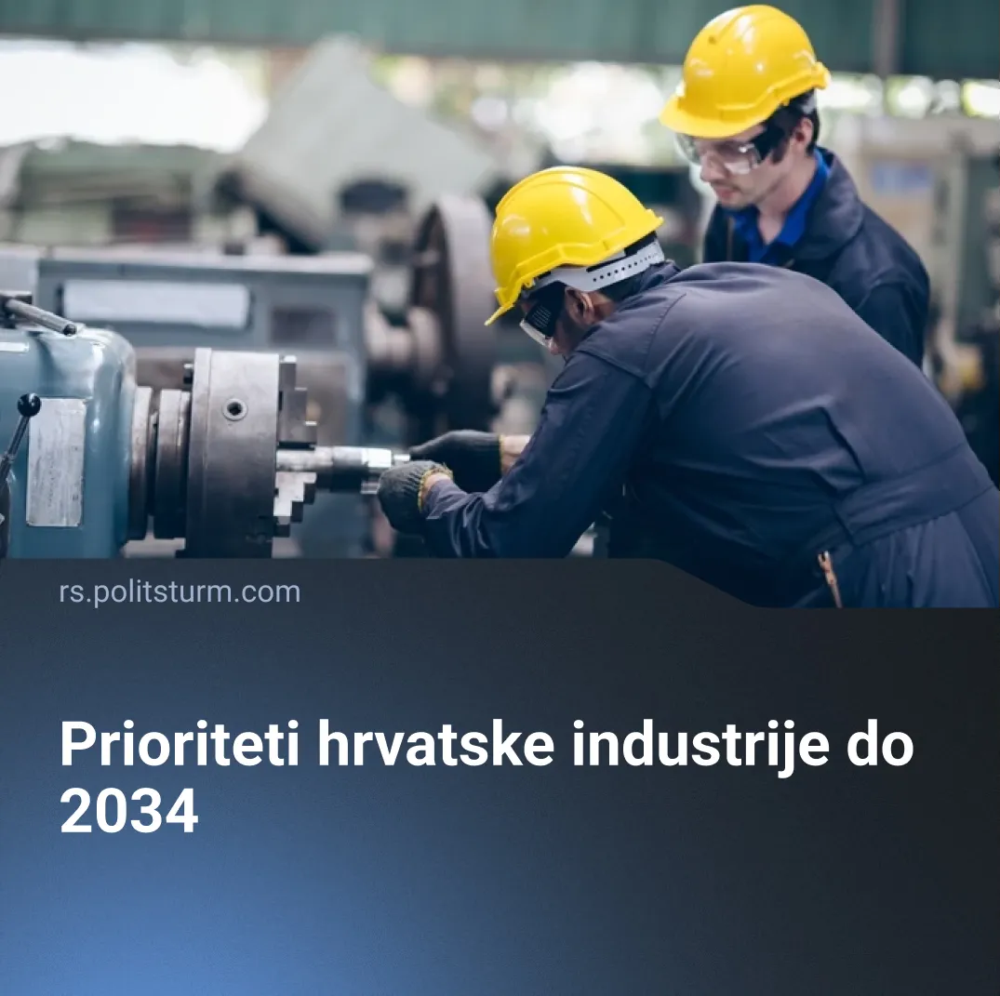 rs.politsturm.com
Prioriteti hrvatske industrije do
2034